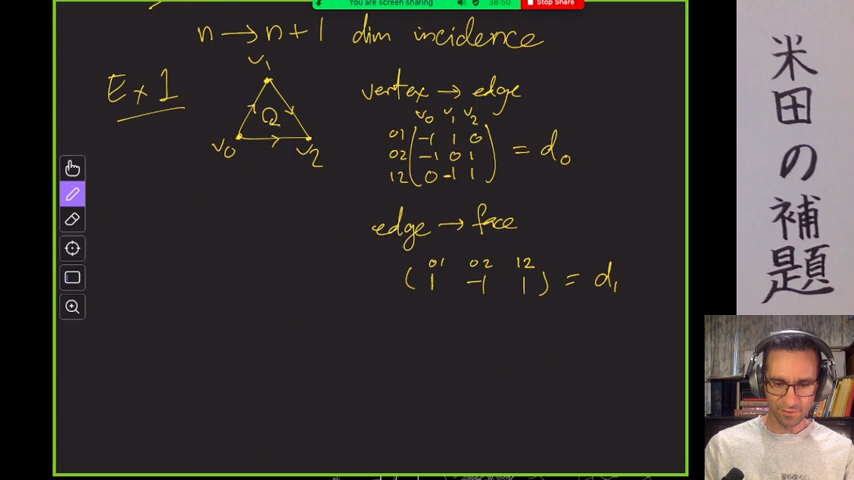 You are screen sharing 38:50 Stop Share
n → n + 1 dim incidence
Ex 1
v₁
v₀ v₂
vertex → edge
v₀ v₁ v₂
01 -1 1 0
02 -1 0 1 = d₀
12 0 -1 1
edge → face
01 02 12
( 1 -1 1 ) = d₁
米田の補題